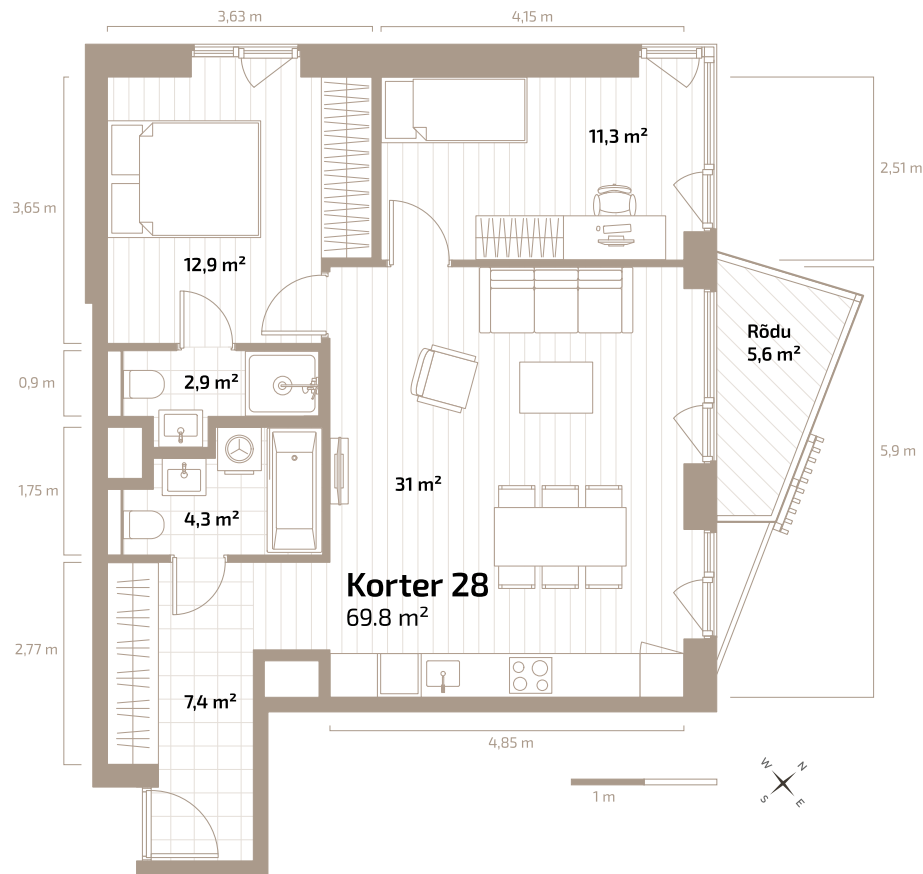 3,63 m
4,15 m
11,3 m²
2,51 m
3,65 m
12,9 m²
Rõdu
5,6 m²
0,9 m
2,9 m²
5,9 m
1,75 m
31 m²
4,3 m²
Korter 28
69.8 m²
2,77 m
7,4 m²
4,85 m
W
N
S
E
1 m